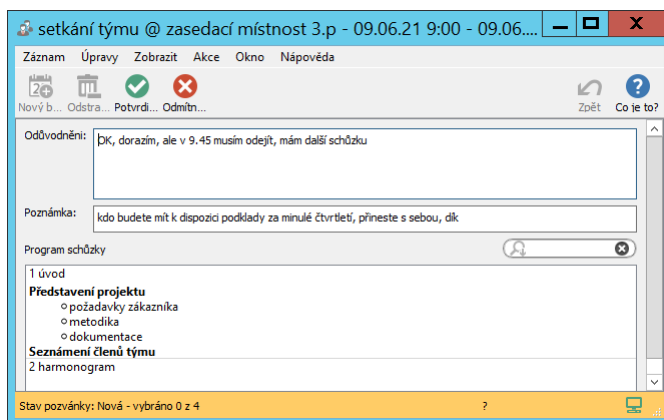 setkání týmu @ zasedací místnost 3.p - 09.06.21 9:00 - 09.06....
Záznam Úpravy Zobrazit Akce Okno Nápověda
Nový b... Odstra... Potvrdi... Odmítn... Zpět Co je to?
Odůvodnění: OK, dorazím, ale v 9.45 musím odejít, mám další schůzku
Poznámka: kdo budete mít k dispozici podklady za minulé čtvrtletí, přineste s sebou, dík
Program schůzky
1 úvod
Představení projektu
požadavky zákazníka
metodika
dokumentace
Seznámení členů týmu
2 harmonogram
Stav pozvánky: Nová - vybráno 0 z 4 ?